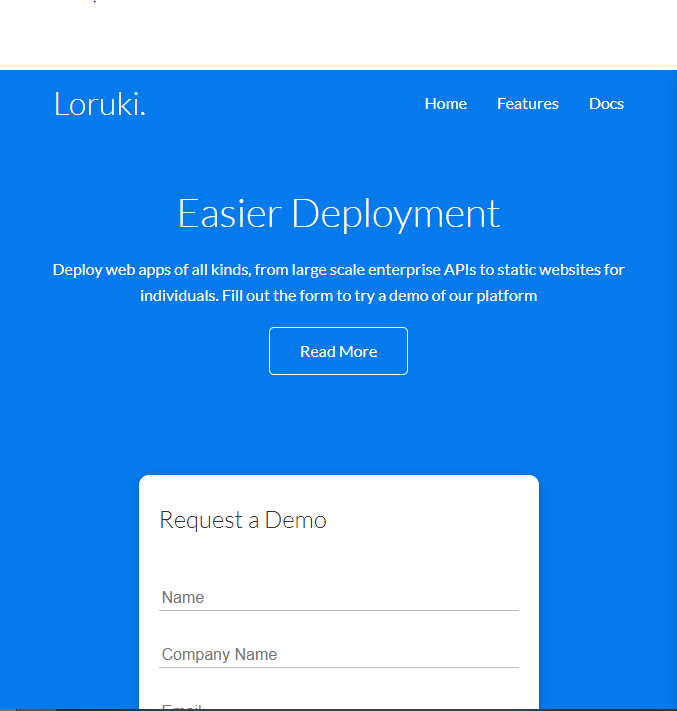 Loruki.
Home Features Docs
Easier Deployment
Deploy web apps of all kinds, from large scale enterprise APIs to static websites for
individuals. Fill out the form to try a demo of our platform
Read More
Request a Demo
Name
Company Name
Email